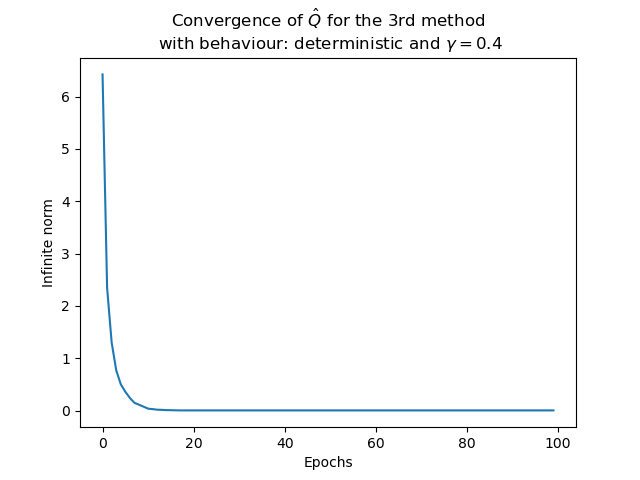 Convergence of Q̂ for the 3rd method
with behaviour: deterministic and γ = 0.4
6
5
4
3
2
1
0
Infinite norm
0 20 40 60 80 100
Epochs